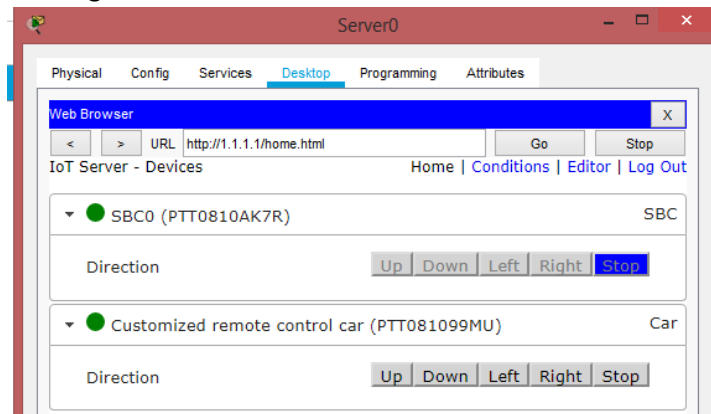 Server0
Physical Config Services Desktop Programming Attributes
Web Browser X
< > URL http://1.1.1.1/home.html Go Stop
IoT Server - Devices Home | Conditions | Editor | Log Out
SBC0 (PTT0810AK7R) SBC
Direction Up Down Left Right Stop
Customized remote control car (PTT081099MU) Car
Direction Up Down Left Right Stop